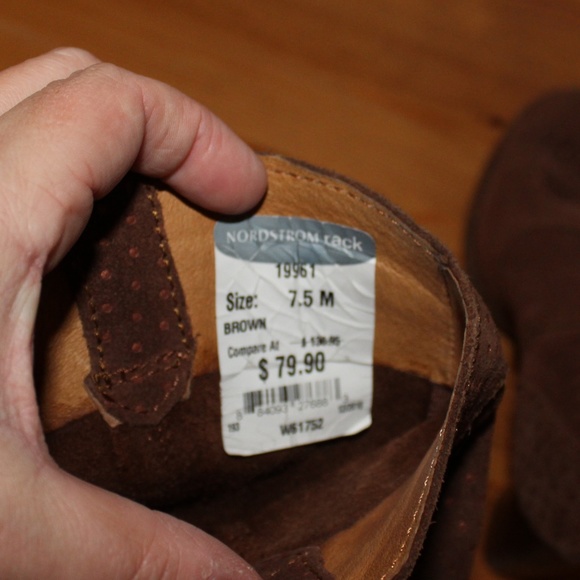 NORDSTROM rack
19961
Size: 7.5 M
BROWN
Compare At
$ 79.90
W61752